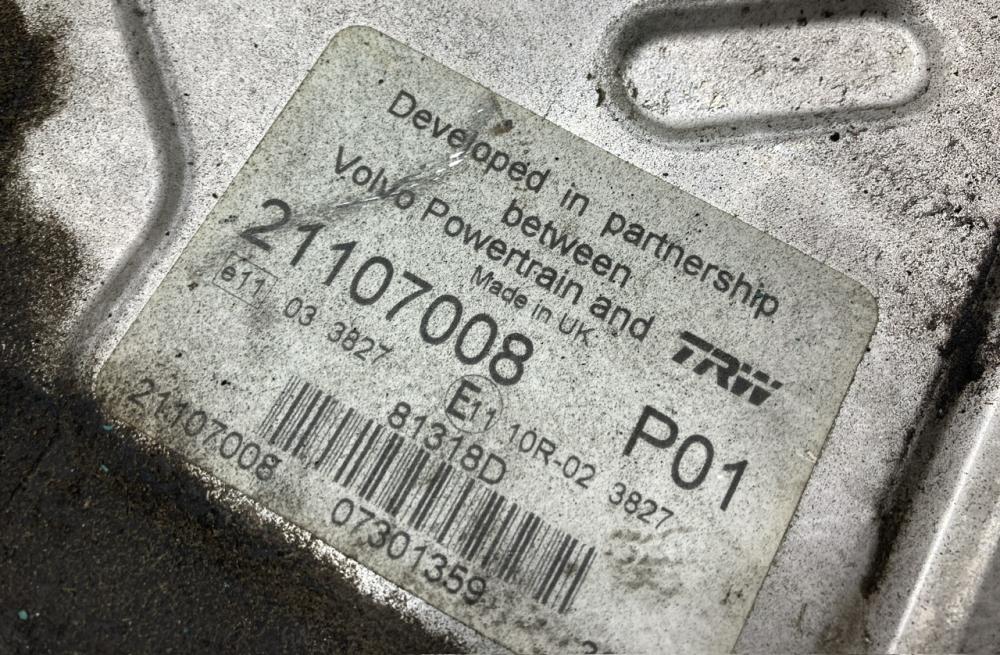 Developed in partnership
between
Volvo Powertrain and TRW
Made in UK
21107008 P01
e11 03 3827
E11 10R-02 3827
81318D
21107008 07301359